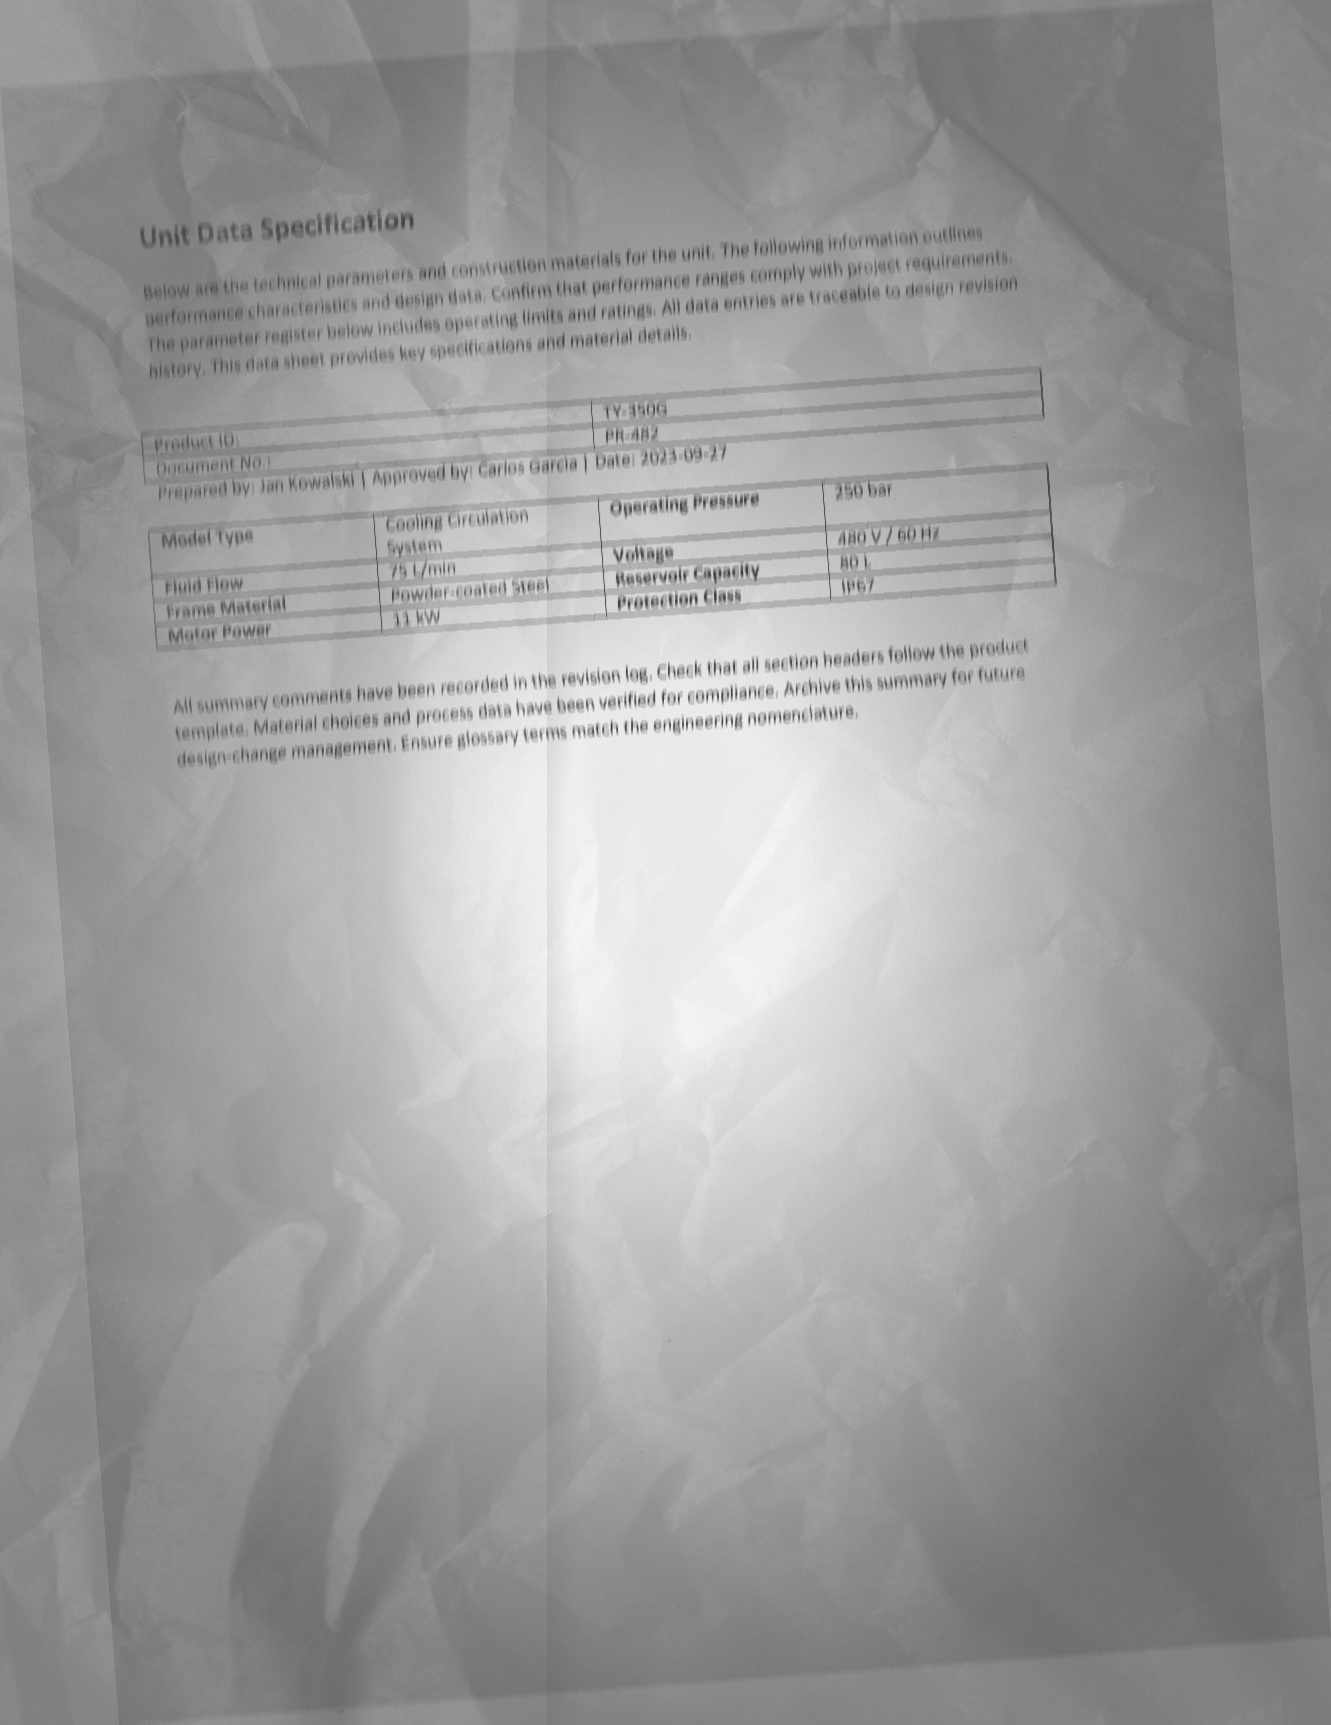 Unit Data Specification
Below are the technical parameters and construction materials for the unit. The following information outlines
performance characteristics and design data. Confirm that performance ranges comply with project requirements.
The parameter register below includes operating limits and ratings. All data entries are traceable to design revision
history. This data sheet provides key specifications and material details.
Product ID: TY-350G
Document No.: PR-482
Prepared by: Jan Kowalski | Approved by: Carlos Garcia | Date: 2023-09-27
Model Type Cooling Circulation Operating Pressure 250 bar
System
Fluid Flow 75 L/min Voltage 480 V / 60 Hz
Frame Material Powder-coated Steel Reservoir Capacity 80 L
Motor Power 11 kW Protection Class IP67
All summary comments have been recorded in the revision log. Check that all section headers follow the product
template. Material choices and process data have been verified for compliance. Archive this summary for future
design-change management. Ensure glossary terms match the engineering nomenclature.